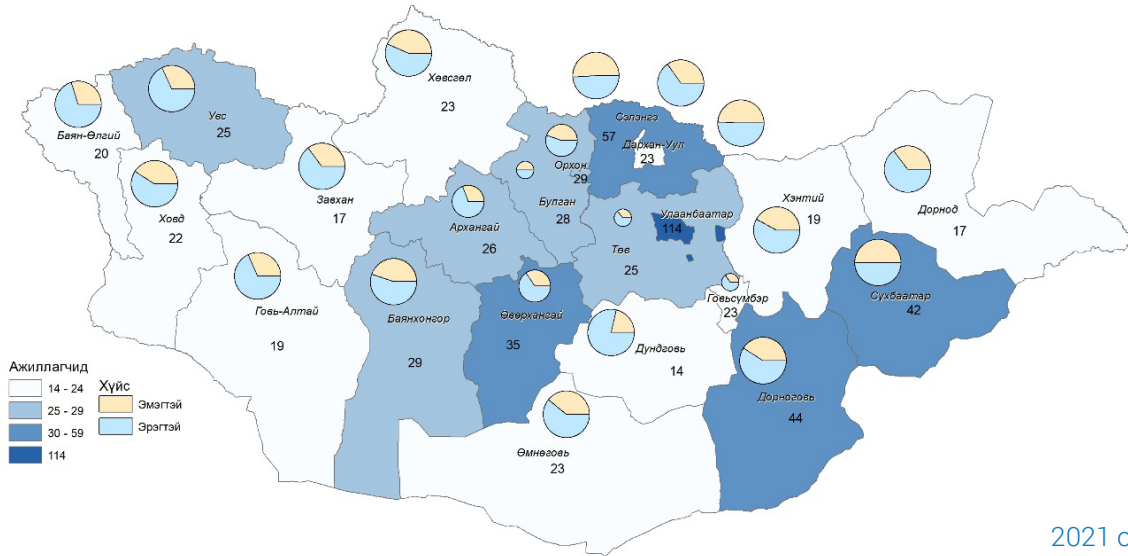 Хөвсгөл
23
Увс
25
Баян-Өлгий
20
Сэлэнгэ
57
Дархан-Уул
23
Орхон
29
Булган
28
Ховд
22
Завхан
17
Архангай
26
Хэнтий
19
Дорнод
17
Улаанбаатар
114
Төв
25
Говь-Алтай
19
Баянхонгор
29
Өвөрхангай
35
Говьсүмбэр
23
Дундговь
14
Сүхбаатар
42
Дорноговь
44
Өмнөговь
23
Ажиллагчид
14 - 24
25 - 29
30 - 59
114
Хүйс
Эмэгтэй
Эрэгтэй
2021 о